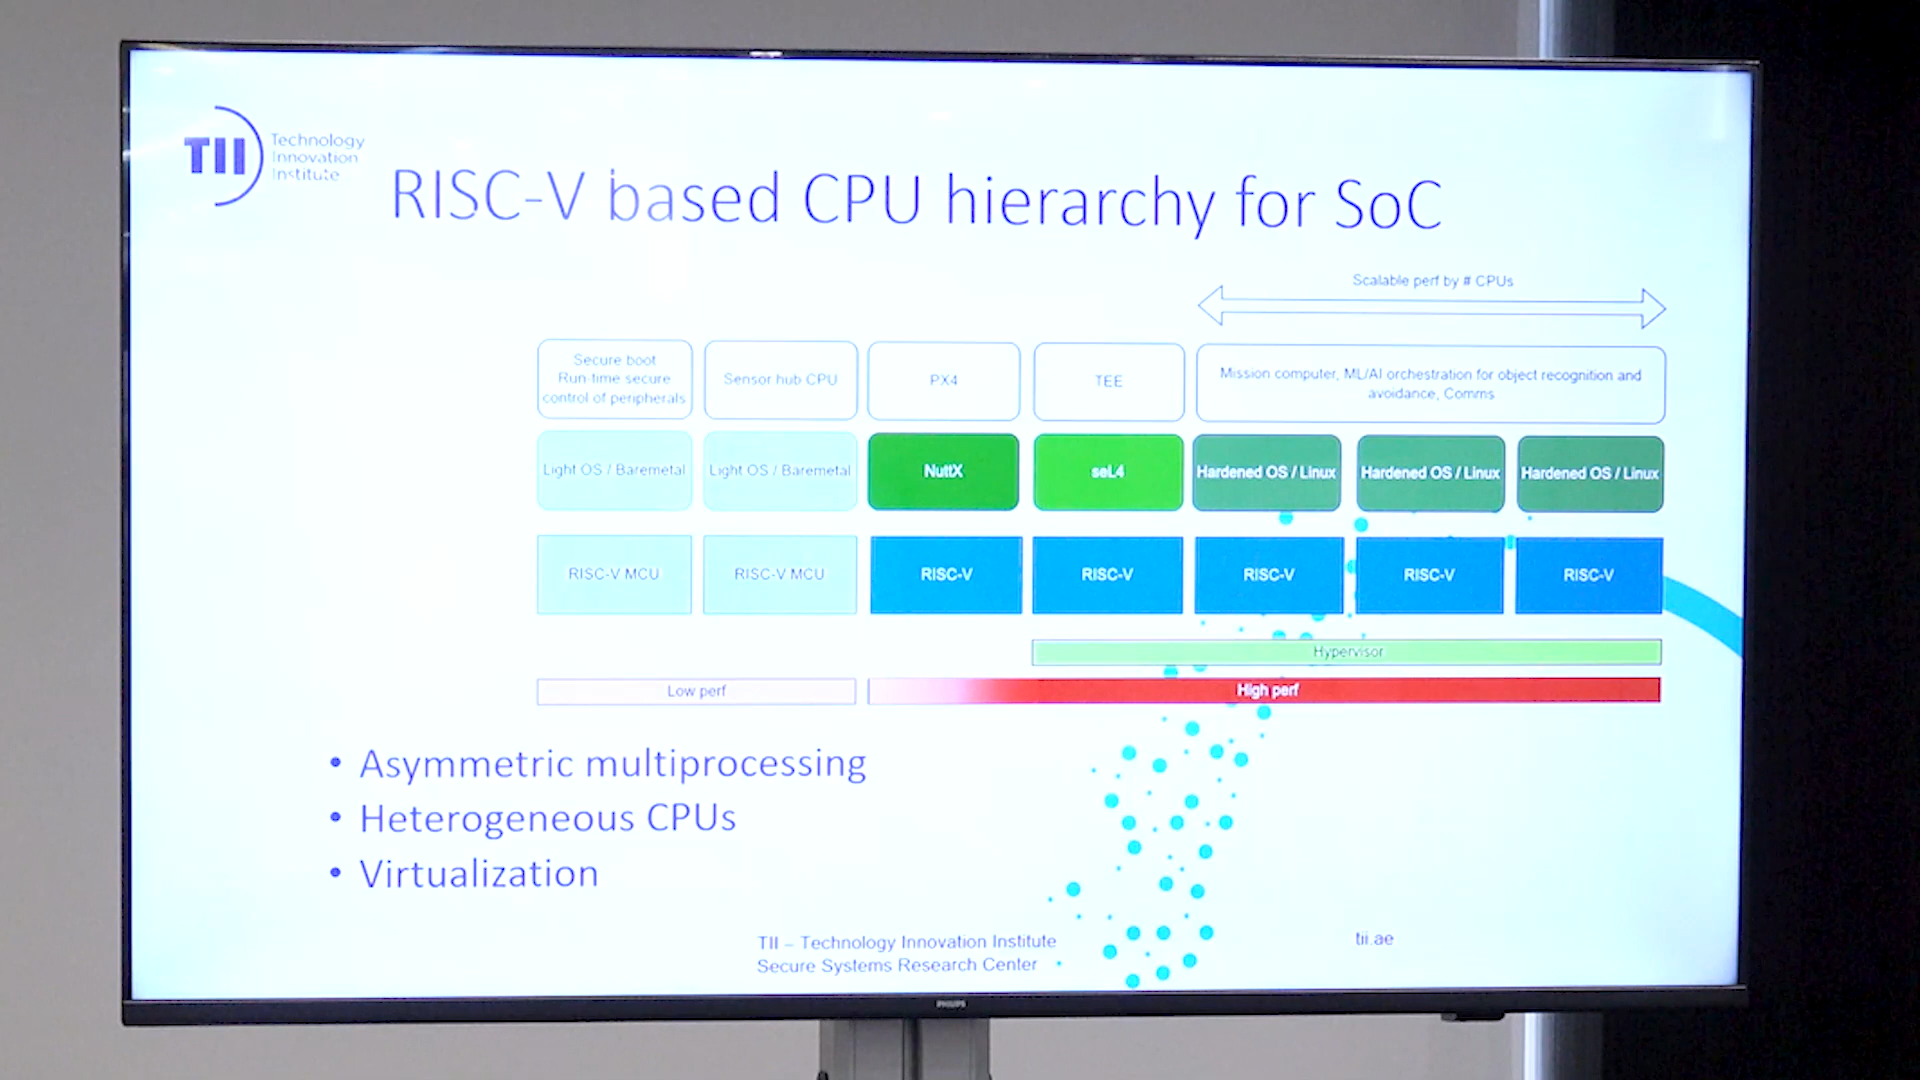 TII
Technology
Innovation
Institute
RISC-V based CPU hierarchy for SoC
Scalable perf by # CPUs
Secure boot
Run-time secure
control of peripherals
Sensor hub CPU
PX4
TEE
Mission computer, ML/AI orchestration for object recognition and
avoidance, Comms
Light OS / Baremetal
Light OS / Baremetal
NuttX
seL4
Hardened OS / Linux
Hardened OS / Linux
Hardened OS / Linux
RISC-V MCU
RISC-V MCU
RISC-V
RISC-V
RISC-V
RISC-V
RISC-V
Hypervisor
Low perf
High perf
• Asymmetric multiprocessing
• Heterogeneous CPUs
• Virtualization
TII – Technology Innovation Institute
Secure Systems Research Center
tii.ae
PHILIPS